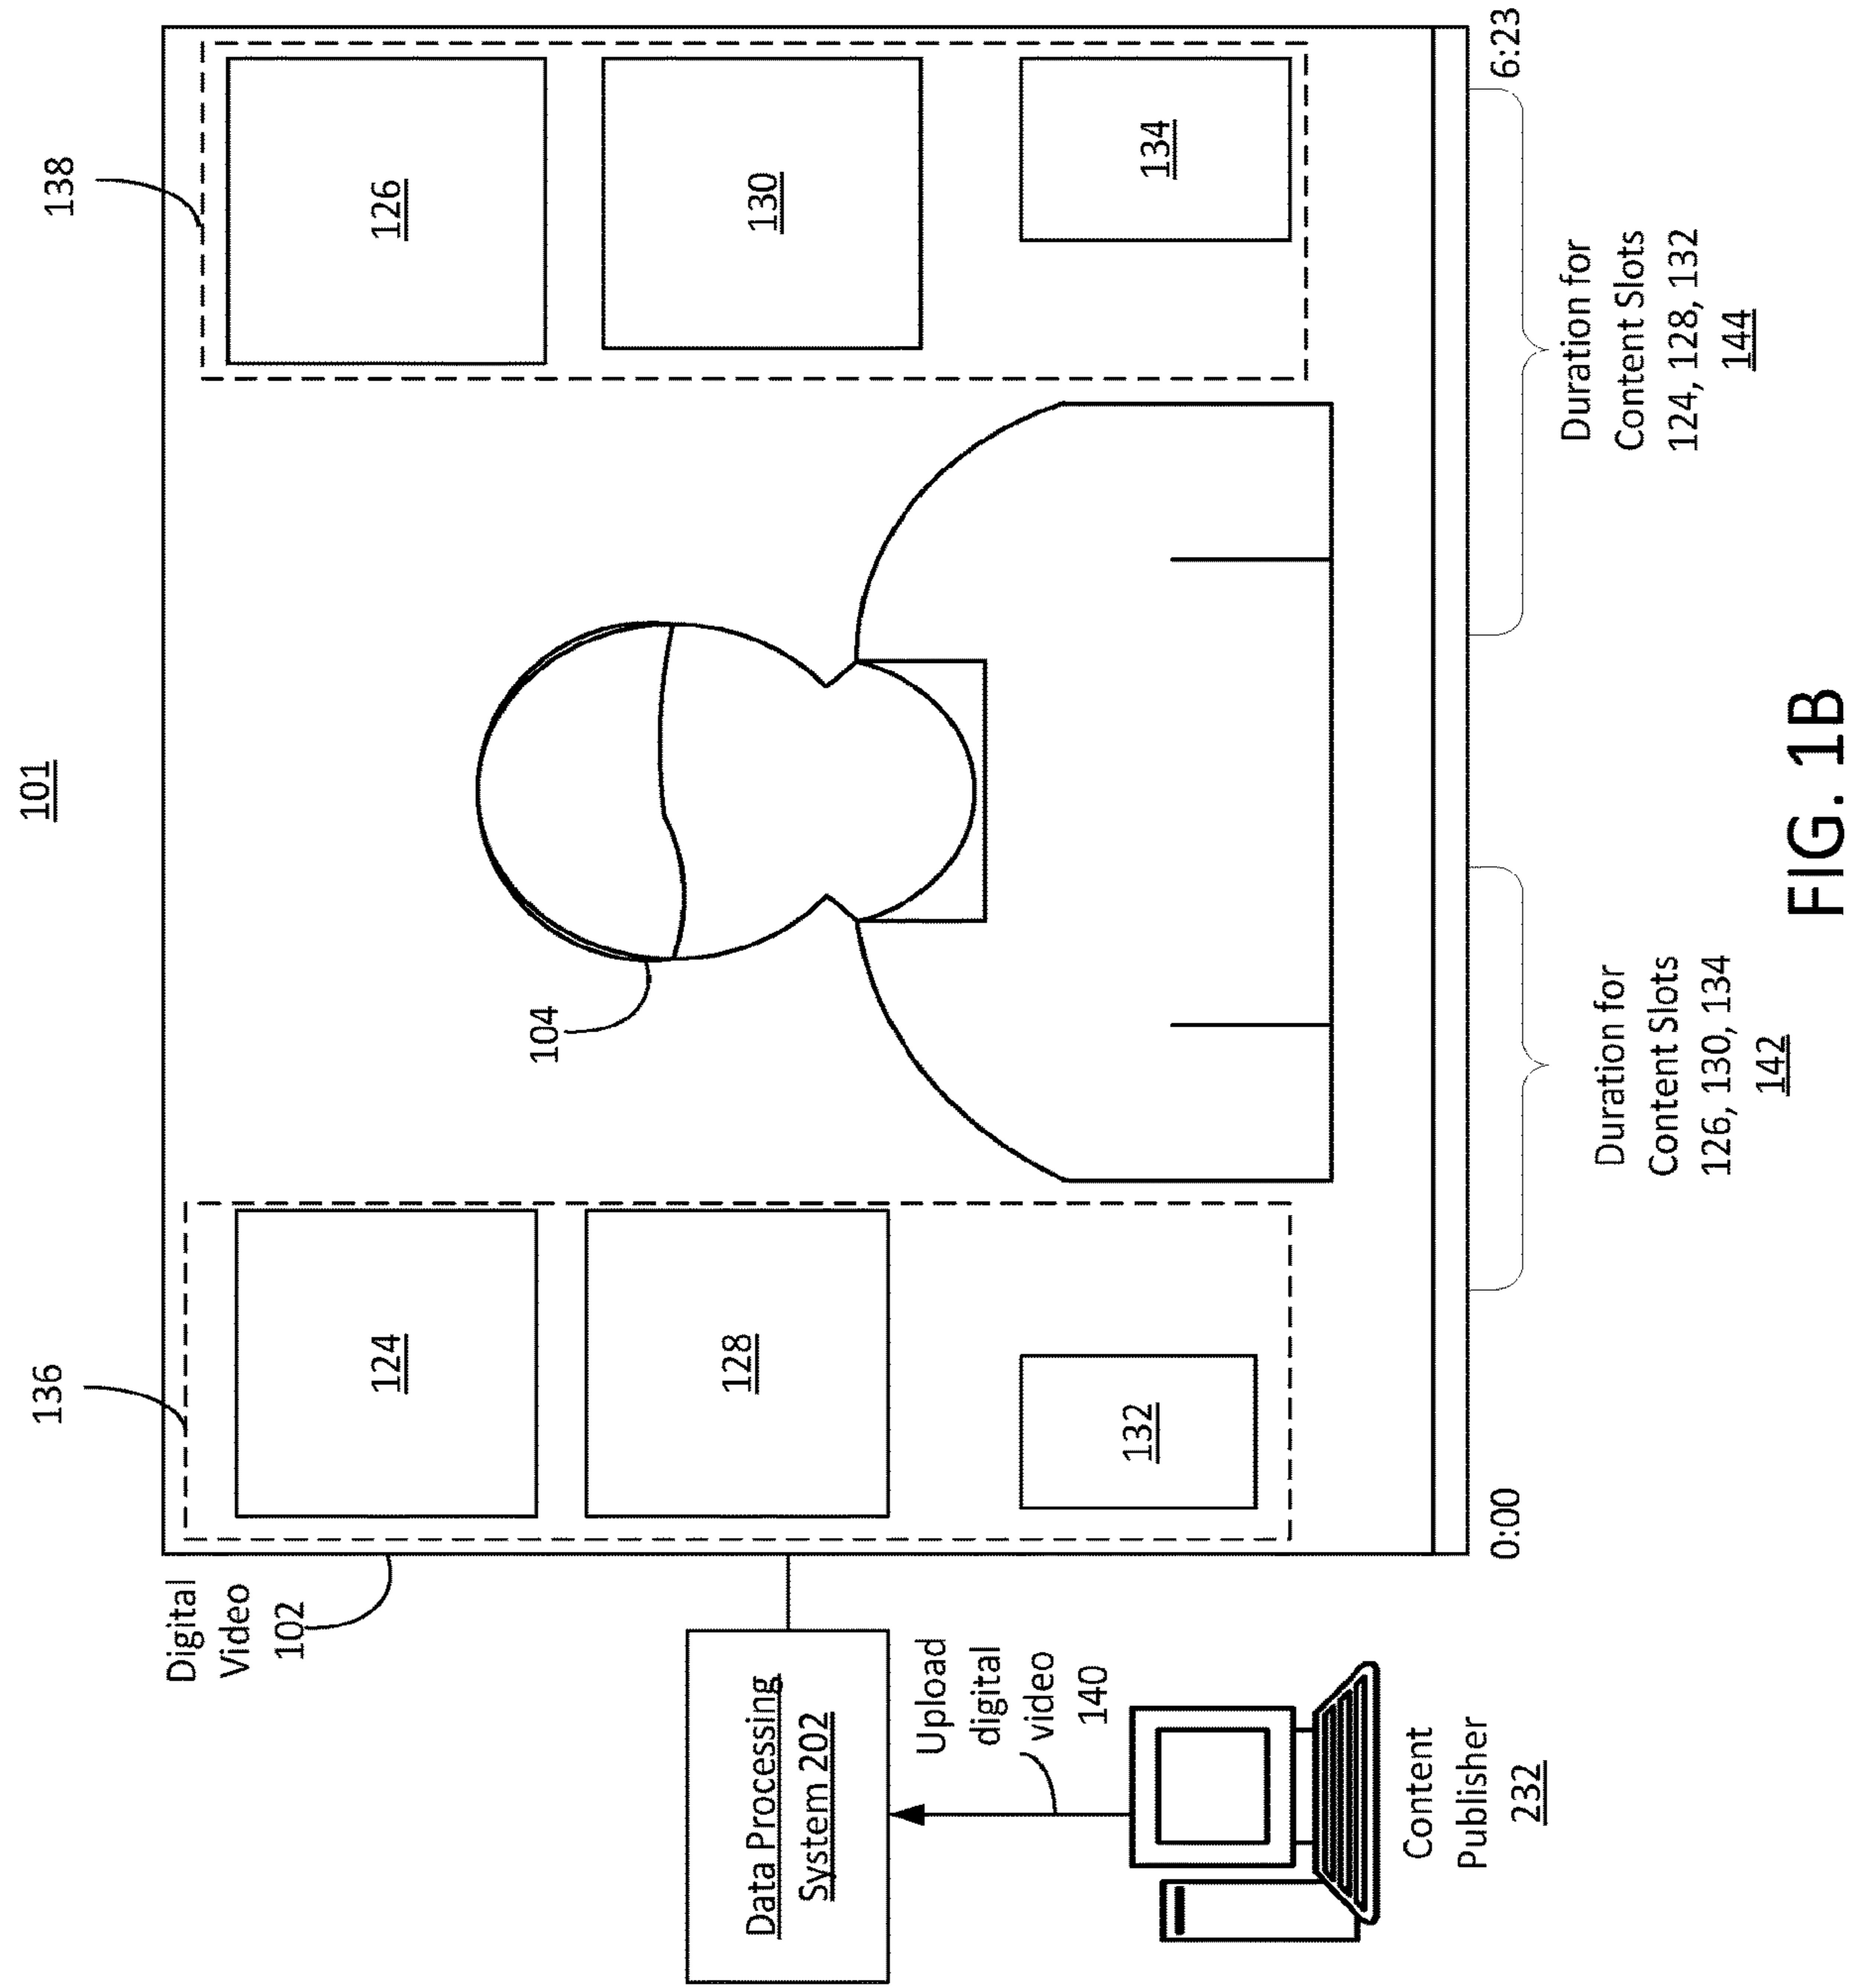 101
136
138
Digital
Video
102
124
126
104
128
130
132
134
Data Processing
System 202
Upload
digital
video
140
Content
Publisher
232
0:00
6:23
Duration for
Content Slots
126, 130, 134
142
Duration for
Content Slots
124, 128, 132
144
FIG. 1B